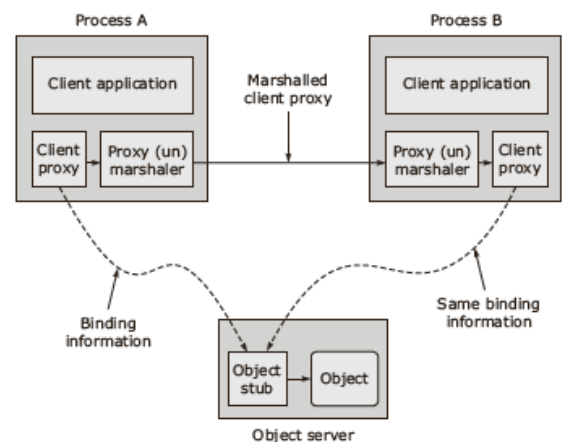 Process A
Process B
Client application
Marshalled
client proxy
Client application
Client
proxy
Proxy (un)
marshaler
Proxy (un)
marshaler
Client
proxy
Binding
information
Same binding
information
Object
stub
Object
Object server